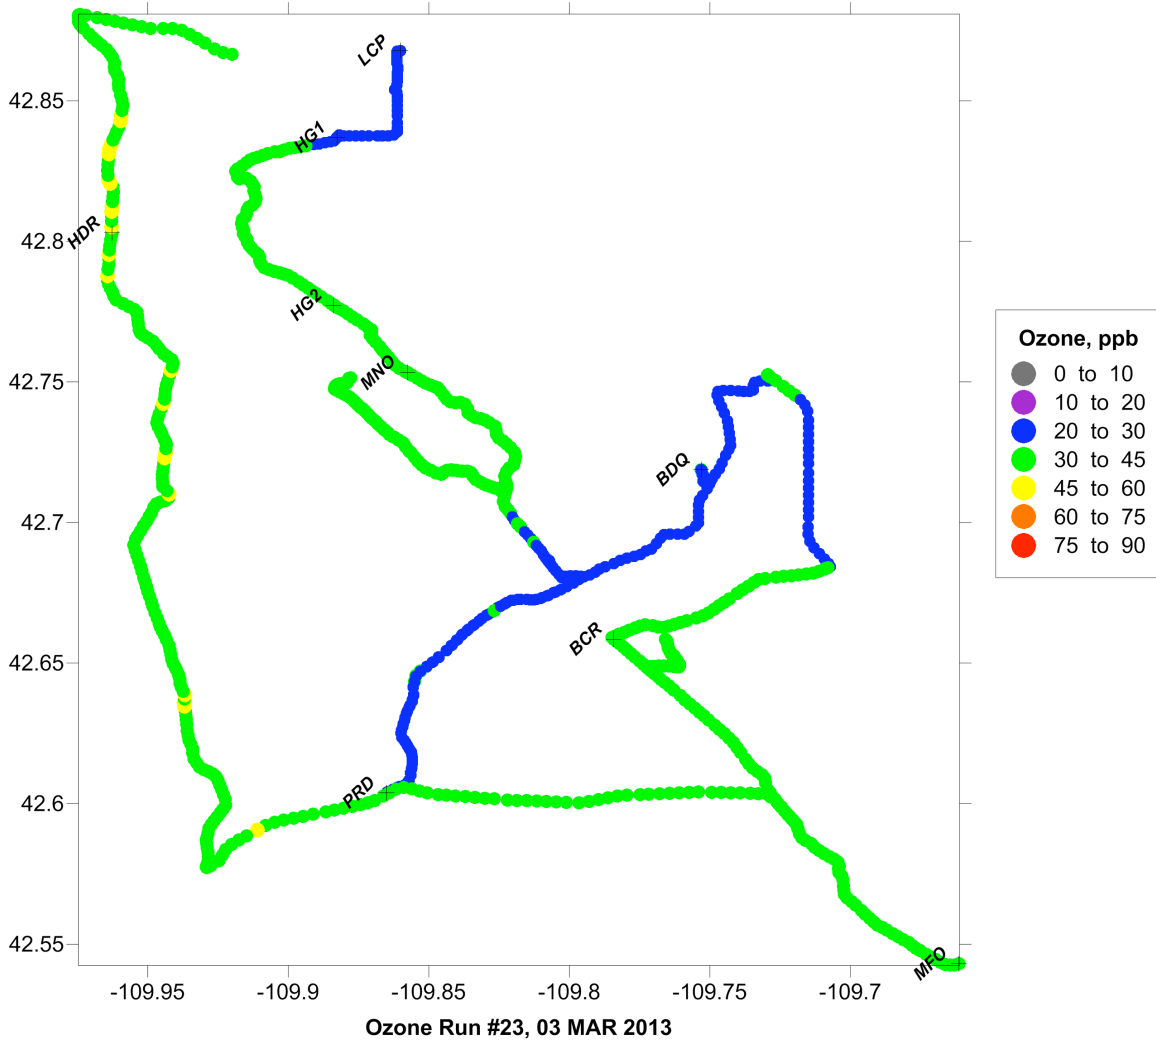 LCP
42.85
HG1
HDR
42.8
HG2
MNO
42.75
BDQ
42.7
BCR
42.65
PRD
42.6
42.55
MFO
-109.95 -109.9 -109.85 -109.8 -109.75 -109.7
Ozone Run #23, 03 MAR 2013
Ozone, ppb
0 to 10
10 to 20
20 to 30
30 to 45
45 to 60
60 to 75
75 to 90